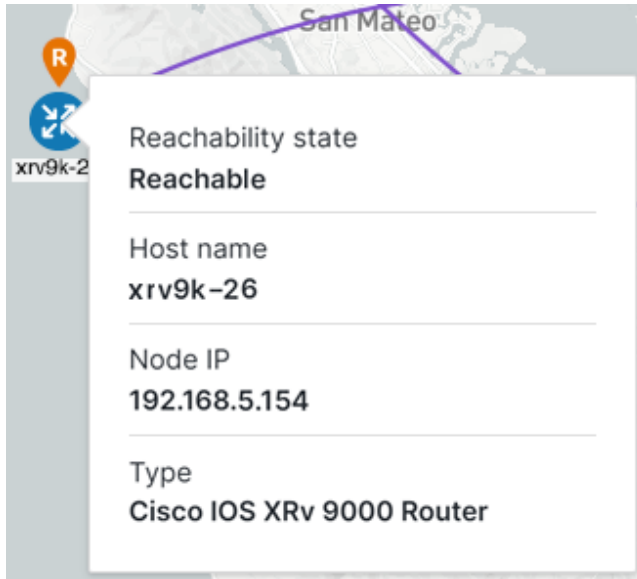 San Mateo
R
xrv9k-2
Reachability state
Reachable
Host name
xrv9k-26
Node IP
192.168.5.154
Type
Cisco IOS XRv 9000 Router